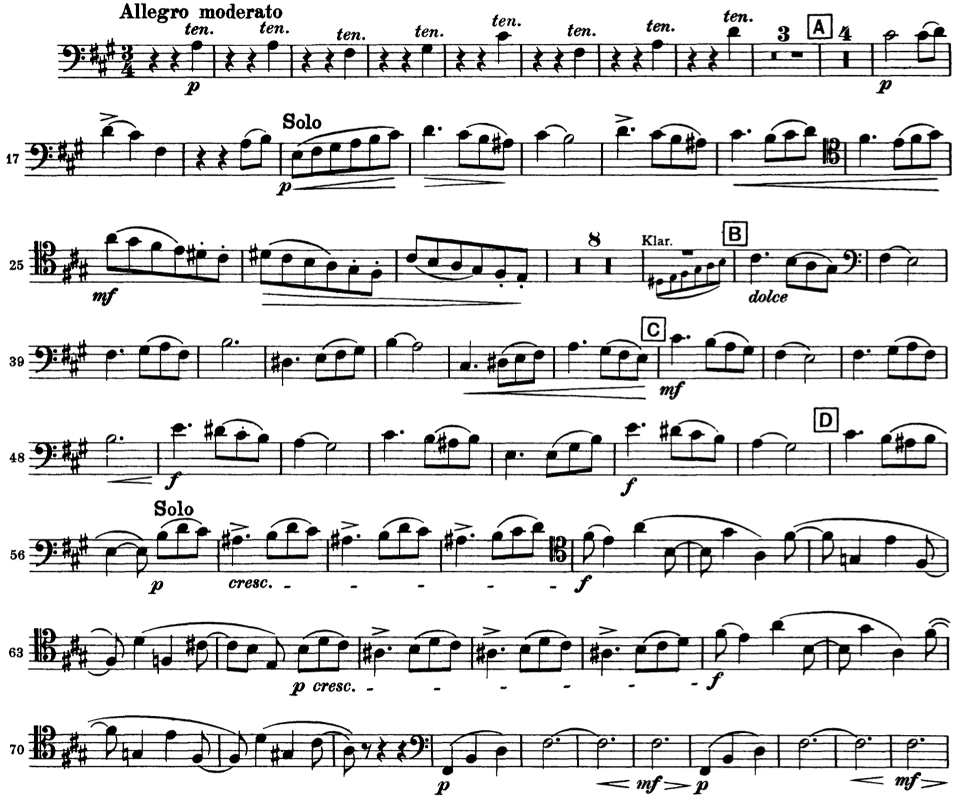 Allegro moderato
ten. ten. ten. ten. ten. ten. ten. ten. 3 A 4
3
4
p p
Solo
17
p
25 8 Klar. B
mf dolce
39 C
mf
48 D
f f
Solo
56
p cresc. - - - - - f
63
p cresc. - - - - - f
70
p mf p mf